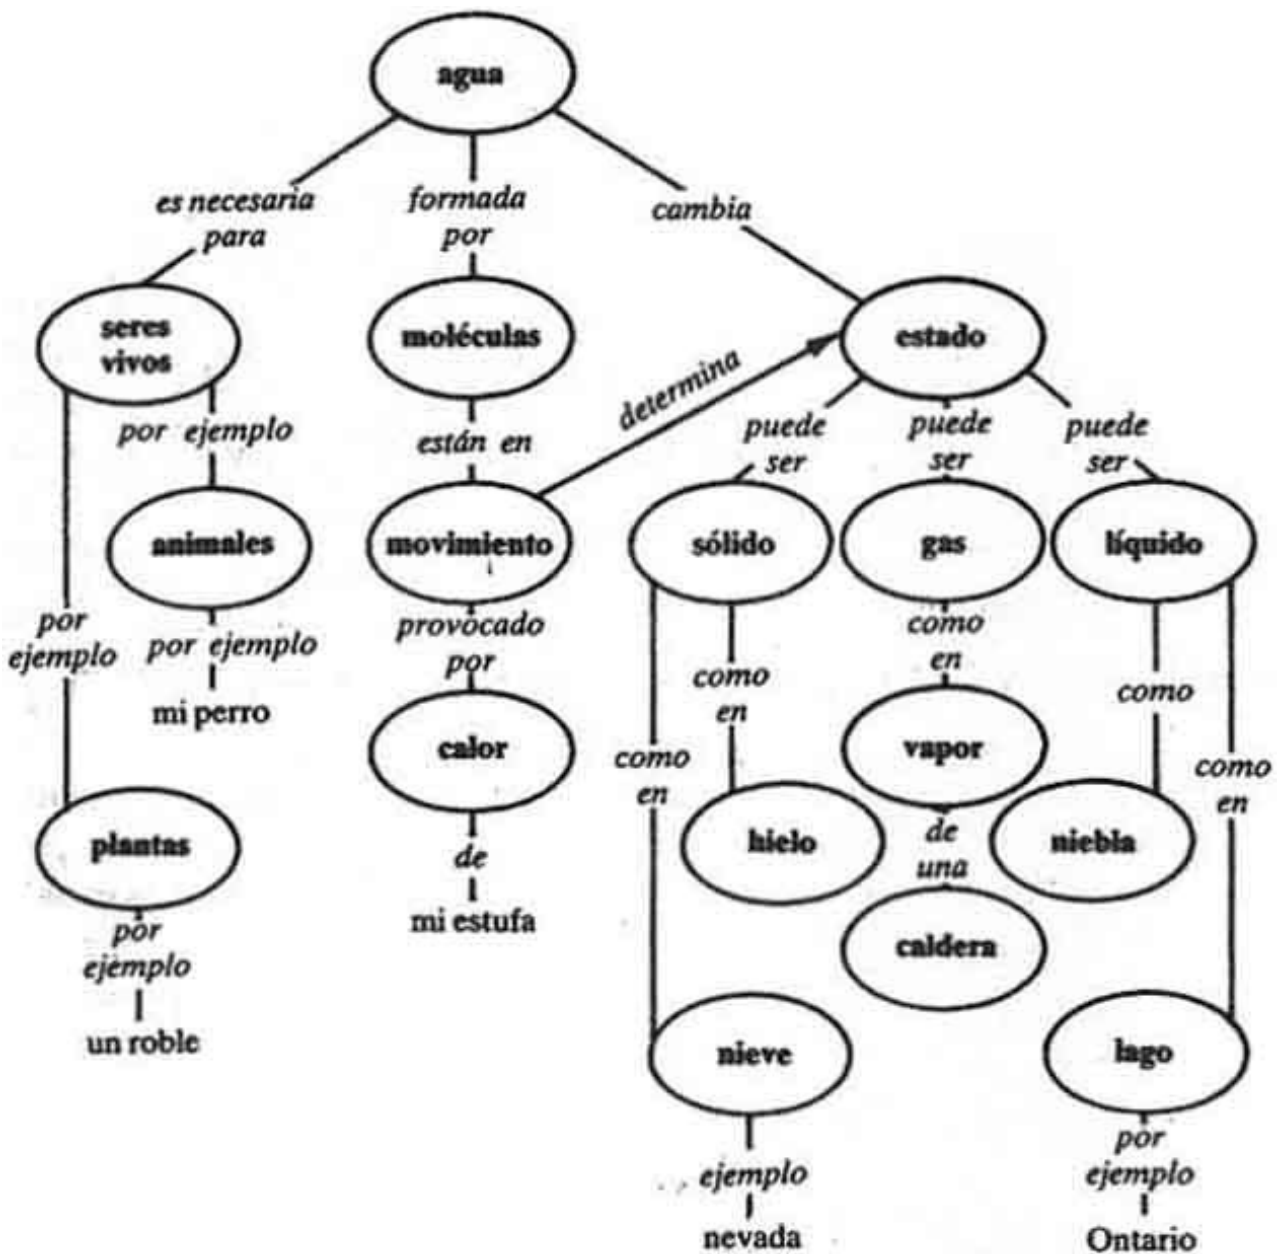 agua
es necesaria
para
formada
por
cambia
seres
vivos
moléculas
estado
determina
por ejemplo
están en
puede
ser
puede
ser
puede
ser
animales
movimiento
sólido
gas
líquido
por
ejemplo
por ejemplo
provocado
por
como
en
como
en
como
como
en
como
en
mi perro
calor
vapor
plantas
hielo
de
una
niebla
de
mi estufa
caldera
por
ejemplo
un roble
nieve
lago
ejemplo
nevada
por
ejemplo
Ontario